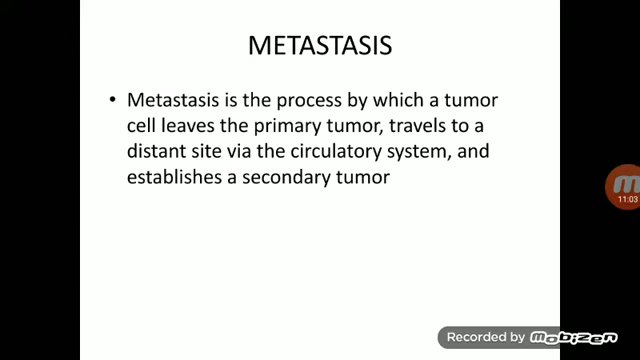 METASTASIS
• Metastasis is the process by which a tumor
cell leaves the primary tumor, travels to a
distant site via the circulatory system, and
establishes a secondary tumor
11:03
Recorded by mobizen